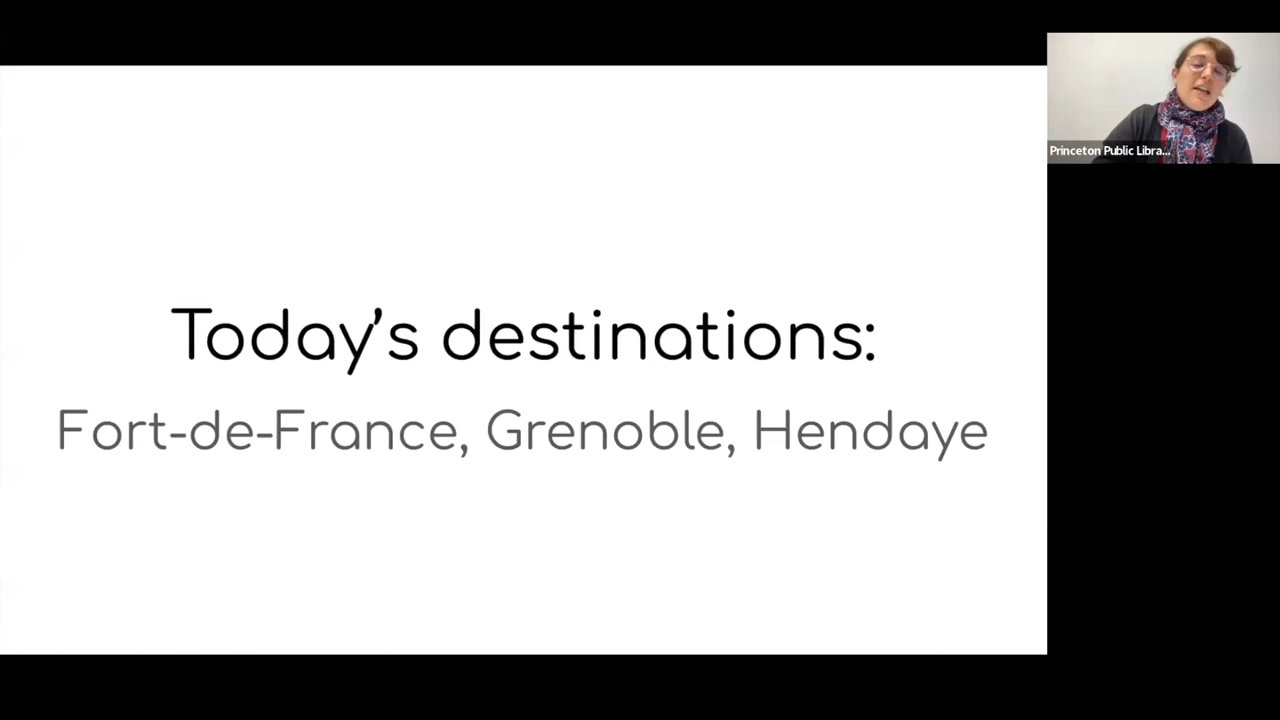 Princeton Public Libra...
Today's destinations:
Fort-de-France, Grenoble, Hendaye